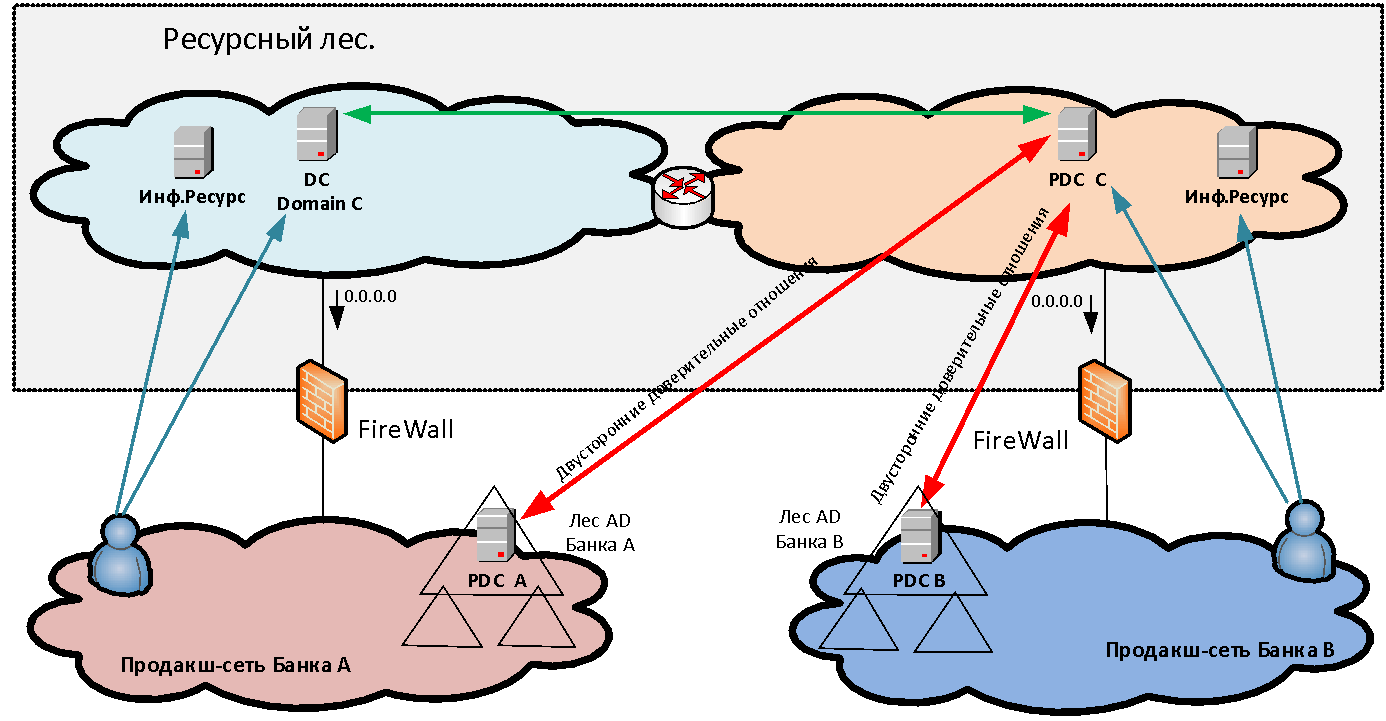 Ресурсный лес.
Инф.Ресурс
DC
Domain C
PDC C
Инф.Ресурс
0.0.0.0
0.0.0.0
Двусторонние доверительные отношения
Двусторонние доверительные отношения
FireWall
FireWall
Лес AD
Банка А
Лес AD
Банка В
PDC A
PDC B
Продакш-сеть Банка А
Продакш-сеть Банка В